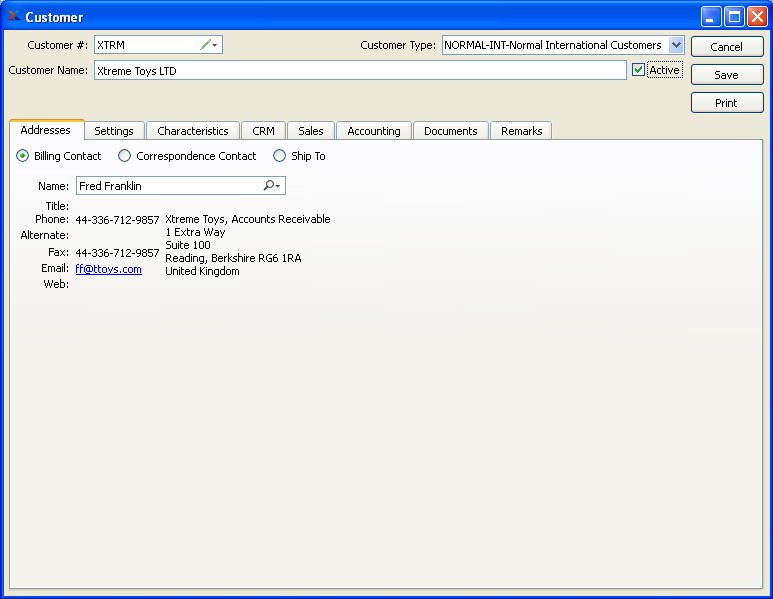 Customer
Customer #: XTRM Customer Type: NORMAL-INT-Normal International Customers Cancel
Customer Name: Xtreme Toys LTD Active Save
Print
Addresses Settings Characteristics CRM Sales Accounting Documents Remarks
Billing Contact Correspondence Contact Ship To
Name: Fred Franklin
Title:
Phone: 44-336-712-9857 Xtreme Toys, Accounts Receivable
1 Extra Way
Alternate:
Suite 100
Fax: 44-336-712-9857 Reading, Berkshire RG6 1RA
Email: ff@ttoys.com United Kingdom
Web: